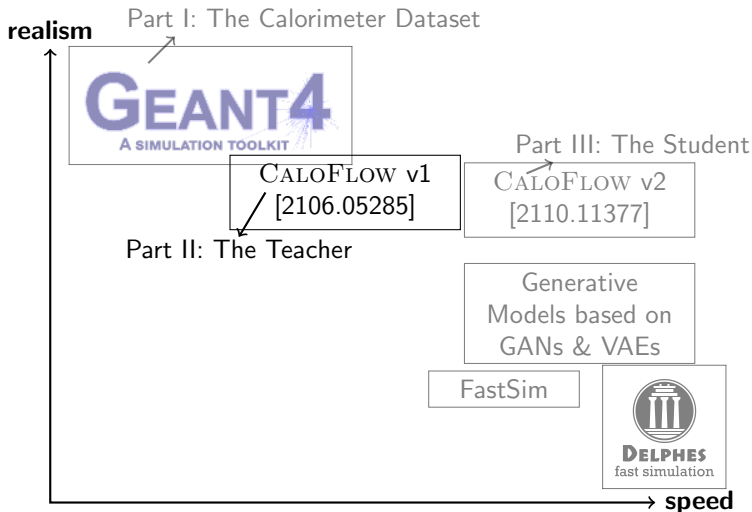 Part I: The Calorimeter Dataset
realism
GEANT4
A SIMULATION TOOLKIT
Part III: The Student
CALOFLOW v1
[2106.05285]
CALOFLOW v2
[2110.11377]
Part II: The Teacher
Generative
Models based on
GANs & VAEs
FastSim
DELPHES
fast simulation
speed